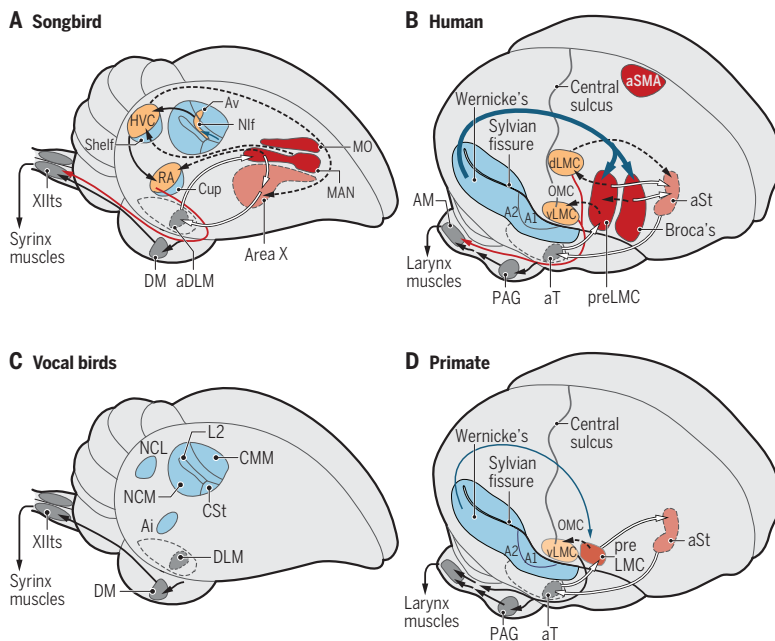 A Songbird
HVC
Av
NIf
Shelf
MO
RA
Cup
MAN
XIIts
Syrinx
muscles
DM
aDLM
Area X
B Human
aSMA
Central
sulcus
Wernicke's
Sylvian
fissure
dLMC
OMC
A2
A1
vLMC
aSt
AM
Broca's
Larynx
muscles
PAG
aT
preLMC
C Vocal birds
L2
NCL
CMM
NCM
CSt
Ai
XIIts
DLM
Syrinx
muscles
DM
D Primate
Central
sulcus
Wernicke's
Sylvian
fissure
OMC
A2
A1
vLMC
pre
LMC
aSt
Larynx
muscles
PAG
aT